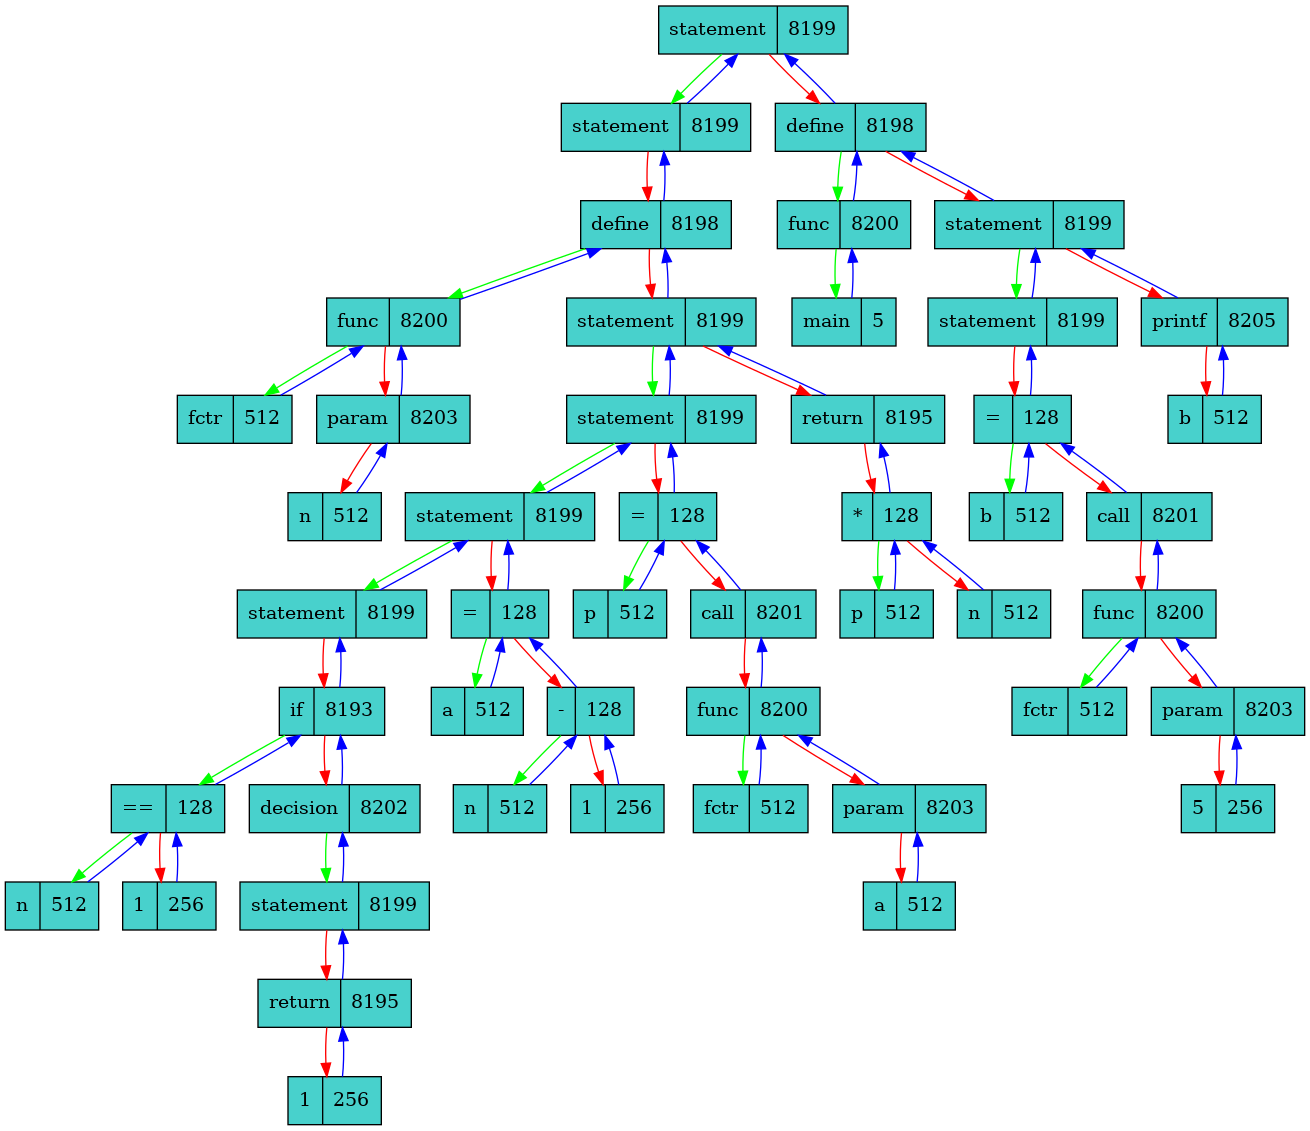 statement 8199
statement 8199 define 8198
define 8198 func 8200 statement 8199
func 8200 statement 8199 main 5 statement 8199 printf 8205
fctr 512 param 8203 statement 8199 return 8195 = 128 b 512
n 512 statement 8199 = 128 * 128 b 512 call 8201
statement 8199 = 128 p 512 call 8201 p 512 n 512 func 8200
if 8193 a 512 - 128 func 8200 fctr 512 param 8203
== 128 decision 8202 n 512 1 256 fctr 512 param 8203 5 256
n 512 1 256 statement 8199 a 512
return 8195
1 256